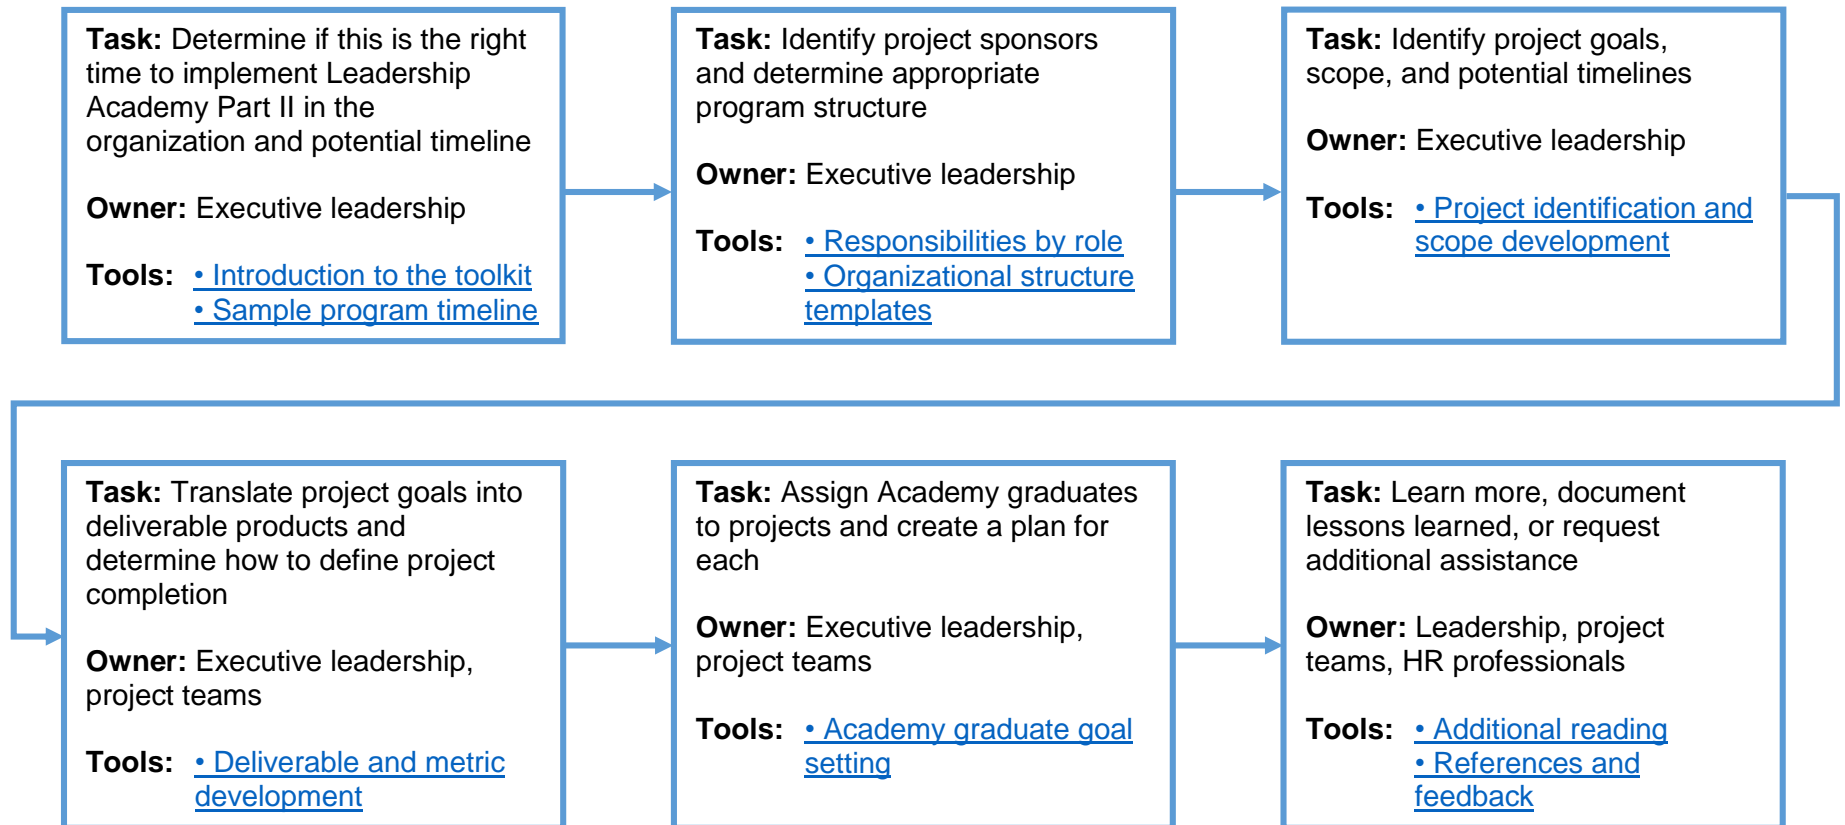 Task: Determine if this is the right
time to implement Leadership
Academy Part II in the
organization and potential timeline
Owner: Executive leadership
Tools: • Introduction to the toolkit
• Sample program timeline
Task: Identify project sponsors
and determine appropriate
program structure
Owner: Executive leadership
Tools: • Responsibilities by role
• Organizational structure
templates
Task: Identify project goals,
scope, and potential timelines
Owner: Executive leadership
Tools: • Project identification and
scope development
Task: Translate project goals into
deliverable products and
determine how to define project
completion
Owner: Executive leadership,
project teams
Tools: • Deliverable and metric
development
Task: Assign Academy graduates
to projects and create a plan for
each
Owner: Executive leadership,
project teams
Tools: • Academy graduate goal
setting
Task: Learn more, document
lessons learned, or request
additional assistance
Owner: Leadership, project
teams, HR professionals
Tools: • Additional reading
• References and
feedback